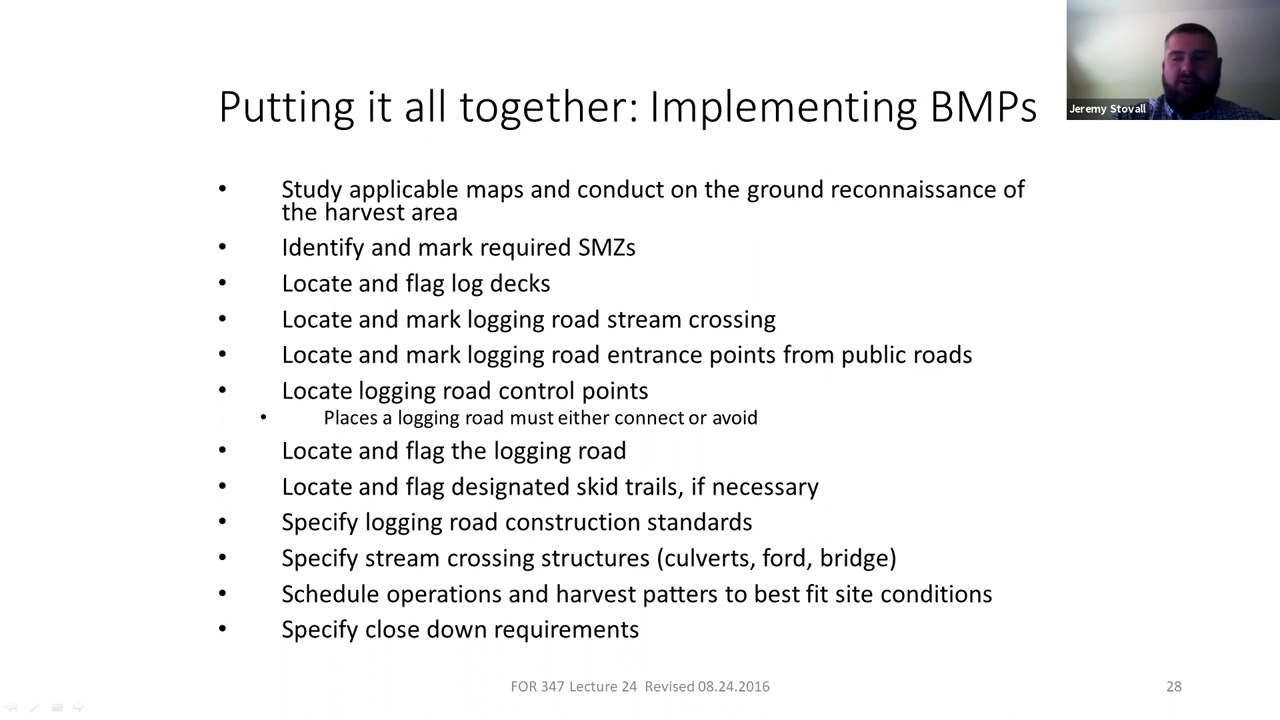 Jeremy Stovall
Putting it all together: Implementing BMPs
• Study applicable maps and conduct on the ground reconnaissance of
the harvest area
• Identify and mark required SMZs
• Locate and flag log decks
• Locate and mark logging road stream crossing
• Locate and mark logging road entrance points from public roads
• Locate logging road control points
• Places a logging road must either connect or avoid
• Locate and flag the logging road
• Locate and flag designated skid trails, if necessary
• Specify logging road construction standards
• Specify stream crossing structures (culverts, ford, bridge)
• Schedule operations and harvest patters to best fit site conditions
• Specify close down requirements
FOR 347 Lecture 24 Revised 08.24.2016
28